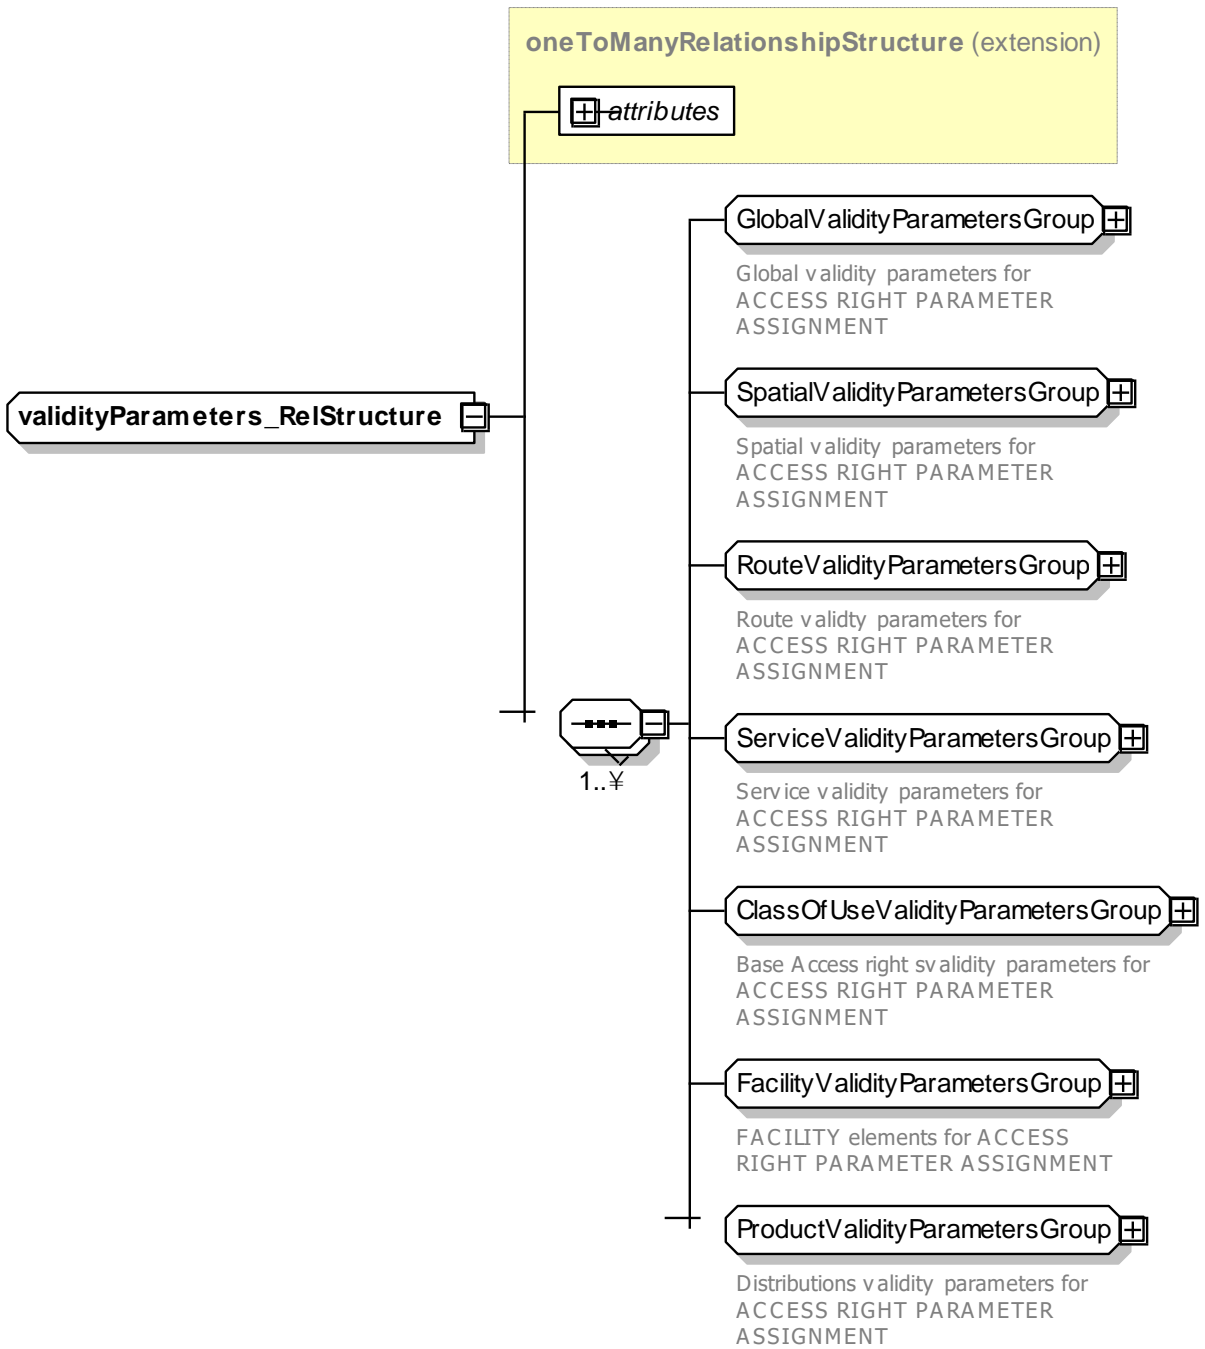 oneToManyRelationshipStructure (extension)
attributes
GlobalValidityParametersGroup
Global validity parameters for
ACCESS RIGHT PARAMETER
ASSIGNMENT
SpatialValidityParametersGroup
validityParameters_RelStructure
Spatial validity parameters for
ACCESS RIGHT PARAMETER
ASSIGNMENT
RouteValidityParametersGroup
Route validty parameters for
ACCESS RIGHT PARAMETER
ASSIGNMENT
ServiceValidityParametersGroup
1..¥
Service validity parameters for
ACCESS RIGHT PARAMETER
ASSIGNMENT
ClassOfUseValidityParametersGroup
Base Access right svalidity parameters for
ACCESS RIGHT PARAMETER
ASSIGNMENT
FacilityValidityParametersGroup
FACILITY elements for ACCESS
RIGHT PARAMETER ASSIGNMENT
ProductValidityParametersGroup
Distributions validity parameters for
ACCESS RIGHT PARAMETER
ASSIGNMENT